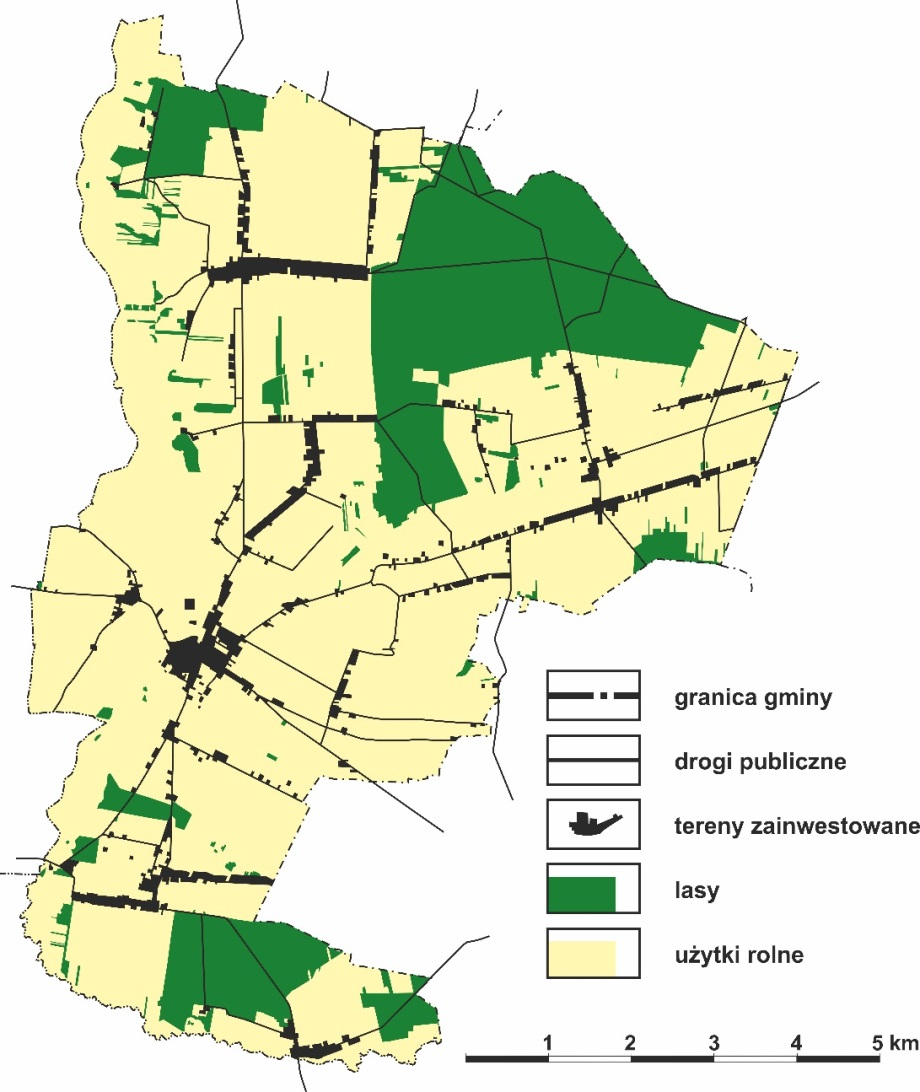 granica gminy
drogi publiczne
tereny zainwestowane
lasy
użytki rolne
1 2 3 4 5 km